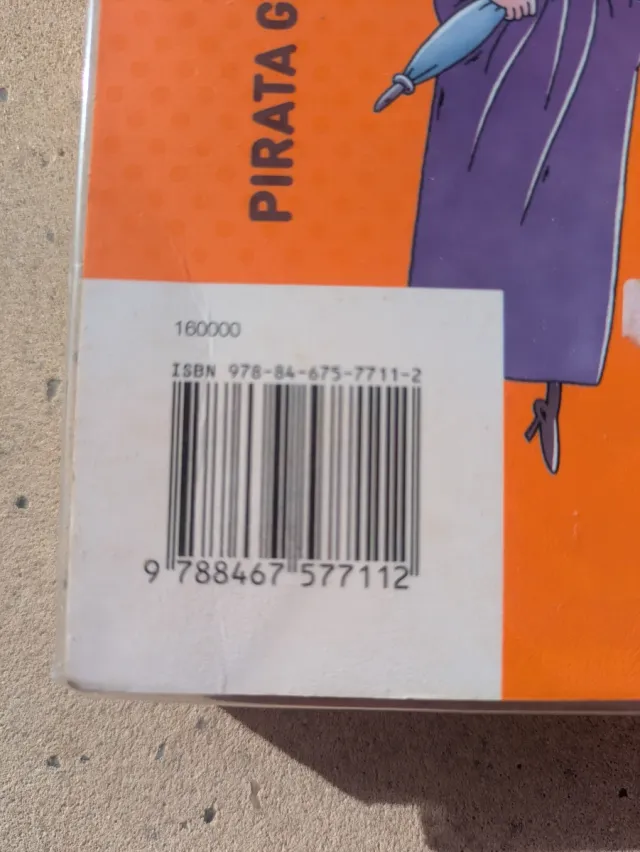 PIRATA G
160000
ISBN 978-84-675-7711-2
9 788467 577112